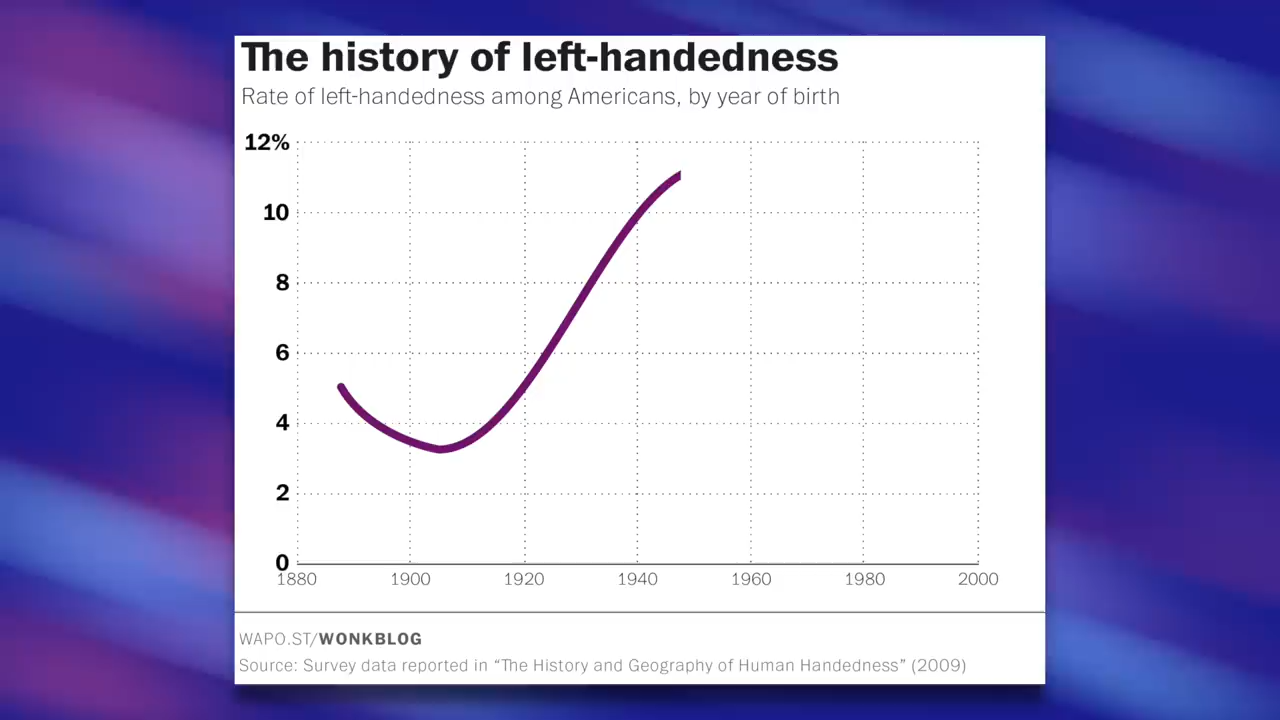 The history of left-handedness
Rate of left-handedness among Americans, by year of birth
12%
10
8
6
4
2
0
1880 1900 1920 1940 1960 1980 2000
WAPO.ST/WONKBLOG
Source: Survey data reported in “The History and Geography of Human Handedness” (2009)